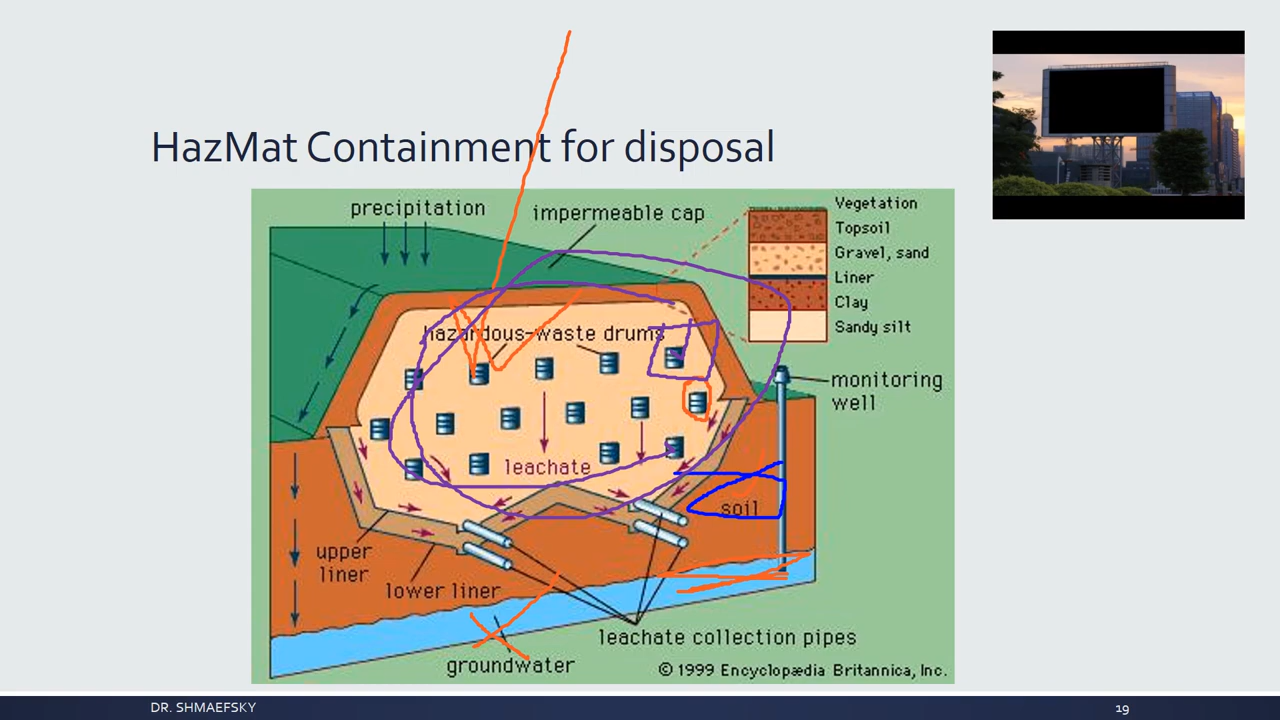 HazMat Containment for disposal
precipitation
impermeable cap
Vegetation
Topsoil
Gravel, sand
Liner
Clay
Sandy silt
hazardous-waste drums
monitoring
well
leachate
soil
upper
liner
lower liner
leachate collection pipes
groundwater
© 1999 Encyclopædia Britannica, Inc.
DR. SHMAEFSKY
19